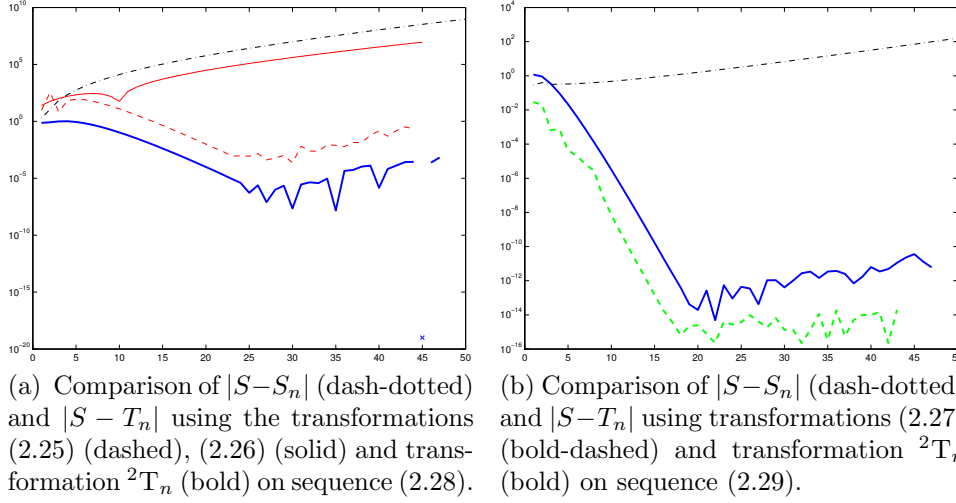 10^10
10^5
10^0
10^-5
10^-10
10^-15
10^-20
0 5 10 15 20 25 30 35 40 45 50
(a) Comparison of |S−S_n| (dash-dotted)
and |S − T_n| using the transformations
(2.25) (dashed), (2.26) (solid) and trans-
formation ^2T_n (bold) on sequence (2.28).
10^4
10^2
10^0
10^-2
10^-4
10^-6
10^-8
10^-10
10^-12
10^-14
10^-16
0 5 10 15 20 25 30 35 40 45 50
(b) Comparison of |S−S_n| (dash-dotted
and |S−T_n| using transformations (2.27
(bold-dashed) and transformation ^2T_n
(bold) on sequence (2.29).